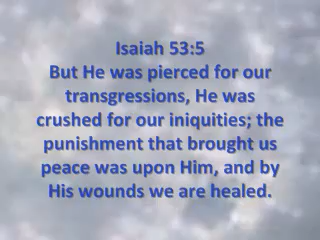 Isaiah 53:5
But He was pierced for our
transgressions, He was
crushed for our iniquities; the
punishment that brought us
peace was upon Him, and by
His wounds we are healed.